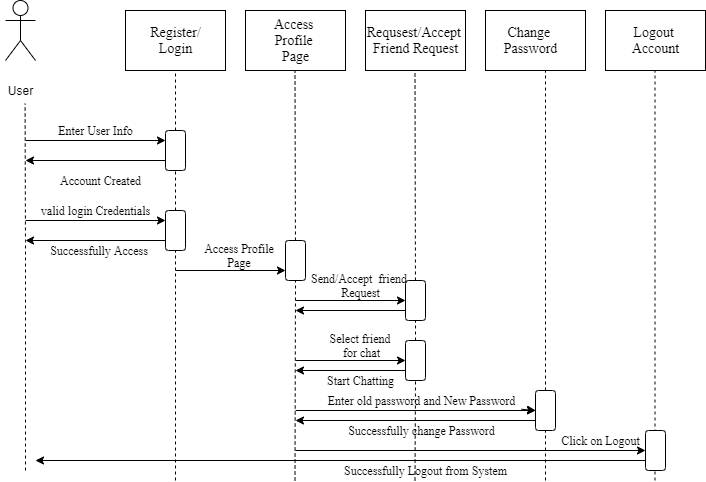 Register/
Login
Access
Profile
Page
Requsest/Accept
Friend Request
Change
Password
Logout
Account
User
Enter User Info
Account Created
valid login Credentials
Successfully Access
Access Profile
Page
Send/Accept friend
Request
Select friend
for chat
Start Chatting
Enter old password and New Password
Successfully change Password
Click on Logout
Successfully Logout from System